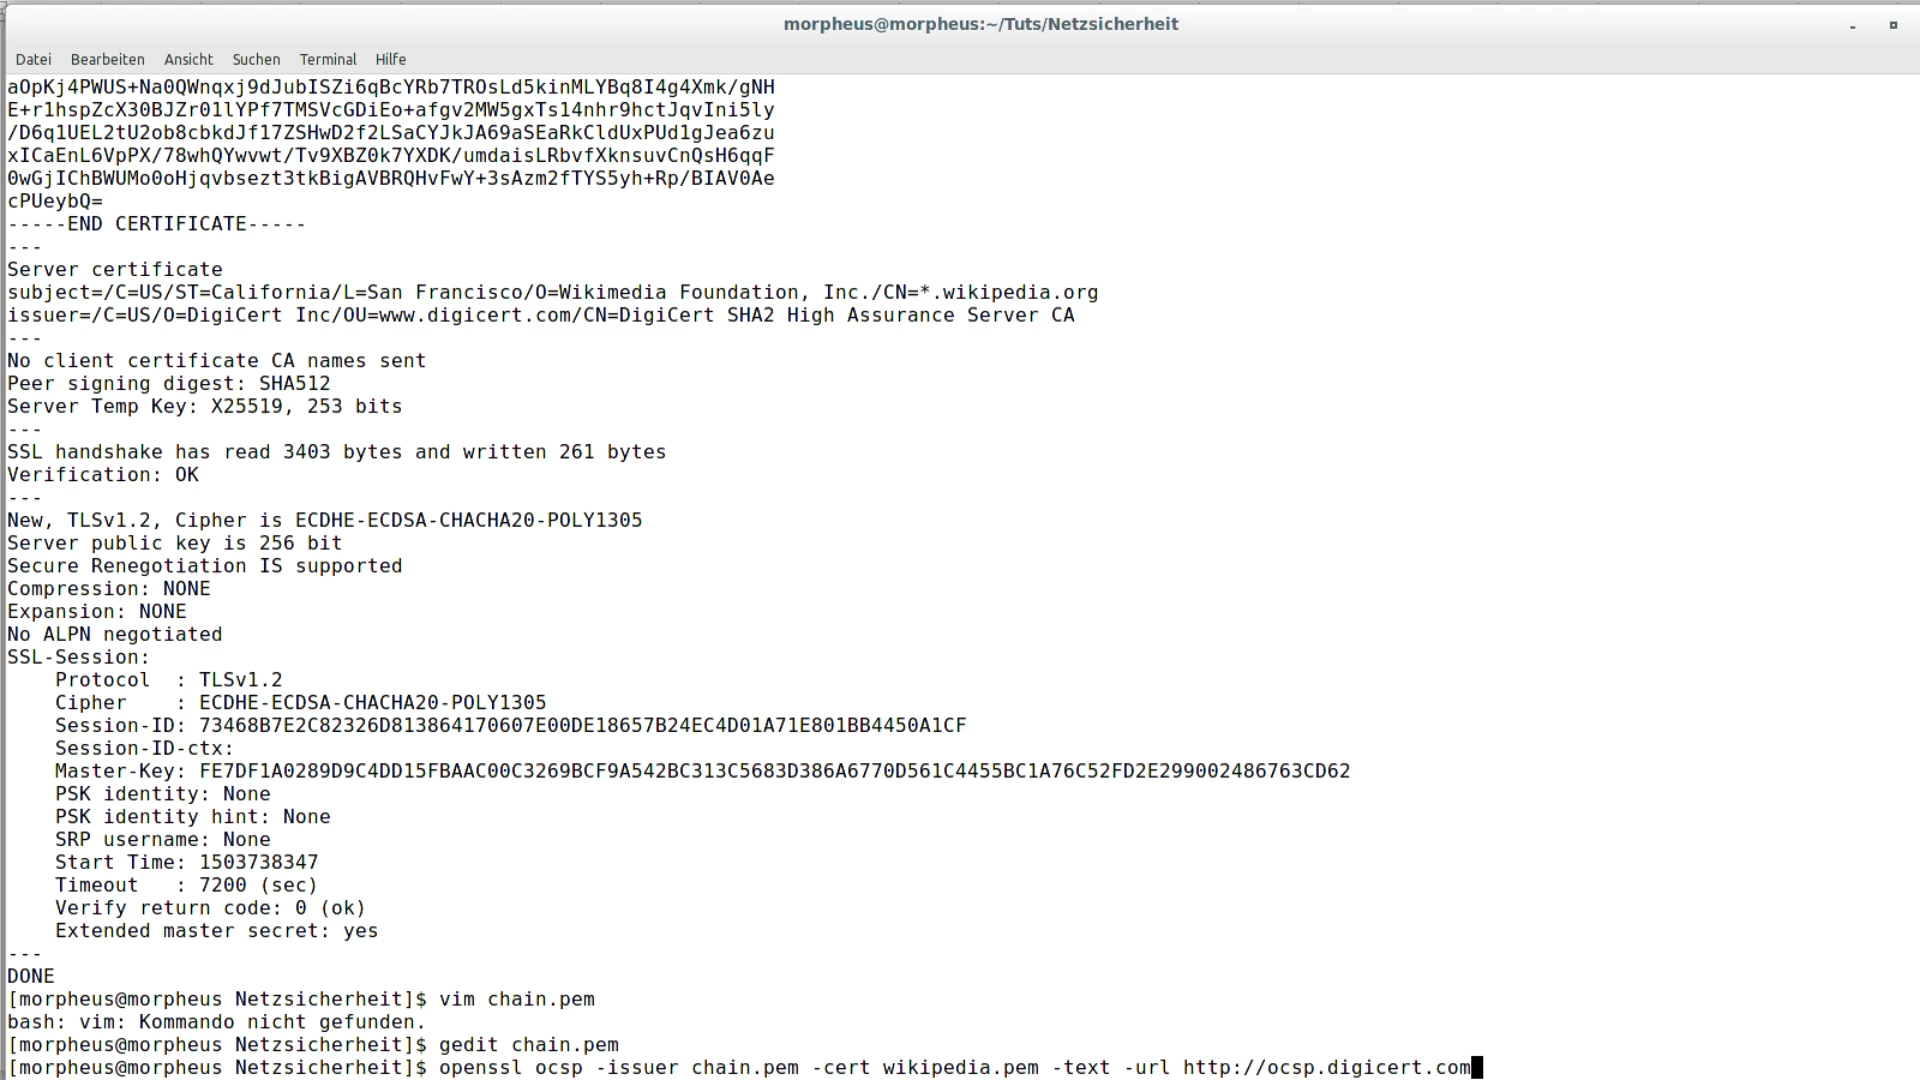 morpheus@morpheus:~/Tuts/Netzsicherheit
Datei Bearbeiten Ansicht Suchen Terminal Hilfe
aOpKj4PWUS+Na0QWnqxj9dJubISZi6qBcYRb7TROsLd5kinMLYBq8I4g4Xmk/gNH
E+r1hspZcX30BJZr01lYPf7TMSVcGDiEo+afgv2MW5gxTs14nhr9hctJqvIni5ly
/D6q1UEL2tU2ob8cbkdJf17ZSHwD2f2LSaCYJkJA69aSEaRkCldUxPUd1gJea6zu
xICaEnL6VpPX/78whQYwvwt/Tv9XBZ0k7YXDK/umdaisLRbvfXknsuvCnQsH6qqF
0wGjIChBWUMo0oHjqvbsezt3tkBigAVBRQHvFwY+3sAzm2fTYS5yh+Rp/BIAV0Ae
cPUeybQ=
-----END CERTIFICATE-----
---
Server certificate
subject=/C=US/ST=California/L=San Francisco/O=Wikimedia Foundation, Inc./CN=*.wikipedia.org
issuer=/C=US/O=DigiCert Inc/OU=www.digicert.com/CN=DigiCert SHA2 High Assurance Server CA
---
No client certificate CA names sent
Peer signing digest: SHA512
Server Temp Key: X25519, 253 bits
---
SSL handshake has read 3403 bytes and written 261 bytes
Verification: OK
---
New, TLSv1.2, Cipher is ECDHE-ECDSA-CHACHA20-POLY1305
Server public key is 256 bit
Secure Renegotiation IS supported
Compression: NONE
Expansion: NONE
No ALPN negotiated
SSL-Session:
    Protocol  : TLSv1.2
    Cipher    : ECDHE-ECDSA-CHACHA20-POLY1305
    Session-ID: 73468B7E2C82326D813864170607E00DE18657B24EC4D01A71E801BB4450A1CF
    Session-ID-ctx:
    Master-Key: FE7DF1A0289D9C4DD15FBAAC00C3269BCF9A542BC313C5683D386A6770D561C4455BC1A76C52FD2E299002486763CD62
    PSK identity: None
    PSK identity hint: None
    SRP username: None
    Start Time: 1503738347
    Timeout   : 7200 (sec)
    Verify return code: 0 (ok)
    Extended master secret: yes
---
DONE
[morpheus@morpheus Netzsicherheit]$ vim chain.pem
bash: vim: Kommando nicht gefunden.
[morpheus@morpheus Netzsicherheit]$ gedit chain.pem
[morpheus@morpheus Netzsicherheit]$ openssl ocsp -issuer chain.pem -cert wikipedia.pem -text -url http://ocsp.digicert.com